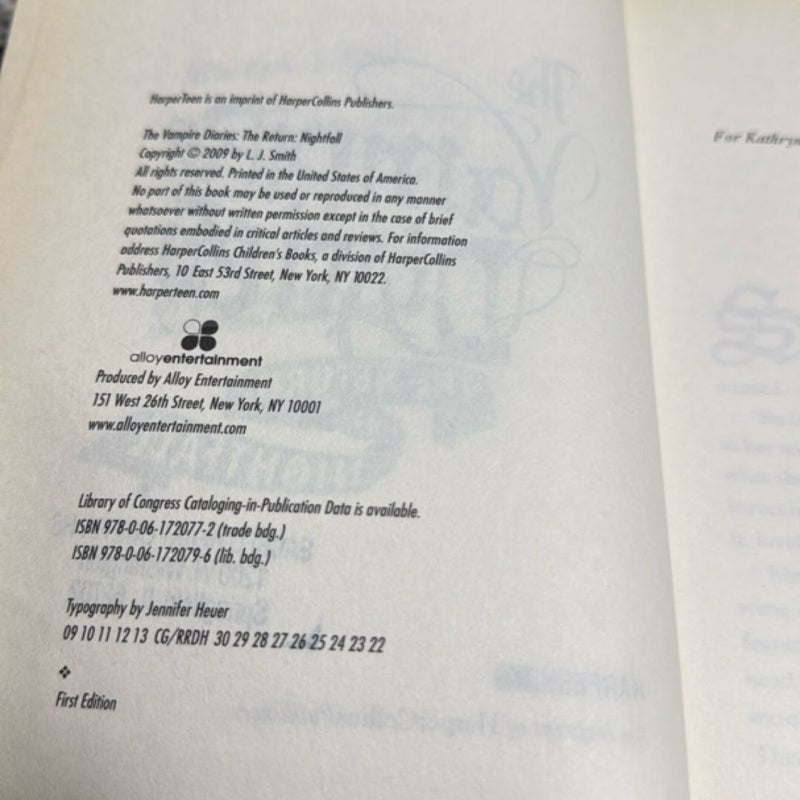 HarperTeen is an imprint of HarperCollins Publishers.
The Vampire Diaries: The Return: Nightfall
Copyright © 2009 by L. J. Smith
All rights reserved. Printed in the United States of America.
No part of this book may be used or reproduced in any manner
whatsoever without written permission except in the case of brief
quotations embodied in critical articles and reviews. For information
address HarperCollins Children's Books, a division of HarperCollins
Publishers, 10 East 53rd Street, New York, NY 10022.
www.harperteen.com
alloyentertainment
Produced by Alloy Entertainment
151 West 26th Street, New York, NY 10001
www.alloyentertainment.com
Library of Congress Cataloging-in-Publication Data is available.
ISBN 978-0-06-172077-2 (trade bdg.)
ISBN 978-0-06-172079-6 (lib. bdg.)
Typography by Jennifer Heuer
09 10 11 12 13 CG/RRDH 30 29 28 27 26 25 24 23 22
❖
First Edition
For Kathryn